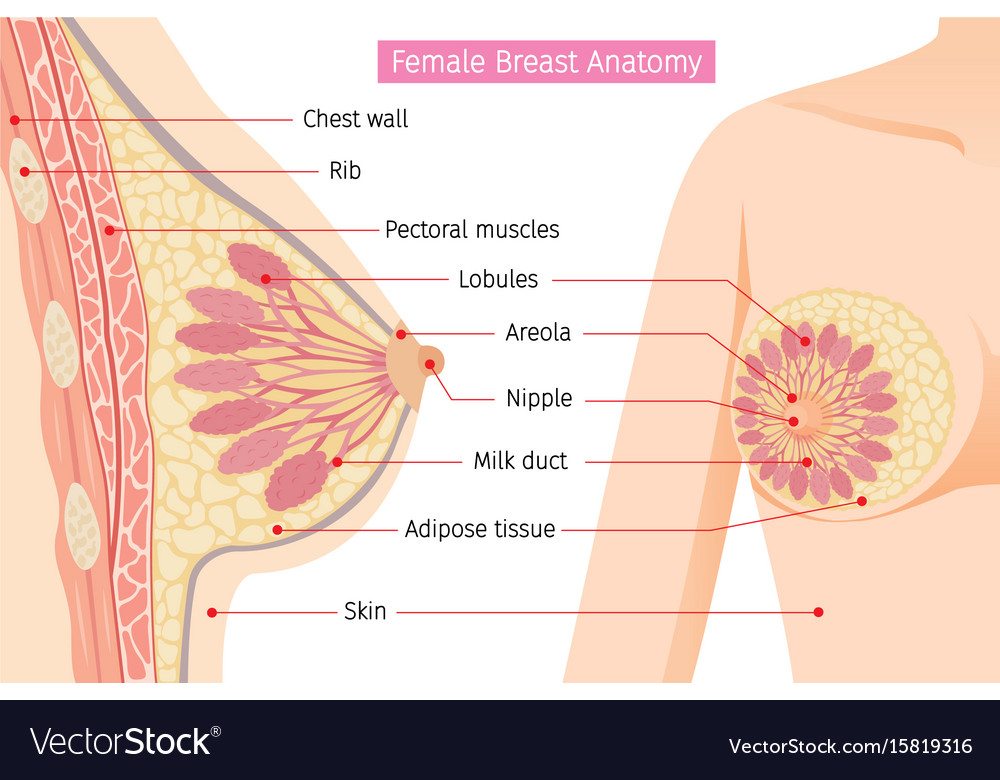 Female Breast Anatomy
Chest wall
Rib
Pectoral muscles
Lobules
Areola
Nipple
Milk duct
Adipose tissue
Skin
VectorStock®
VectorStock.com/15819316